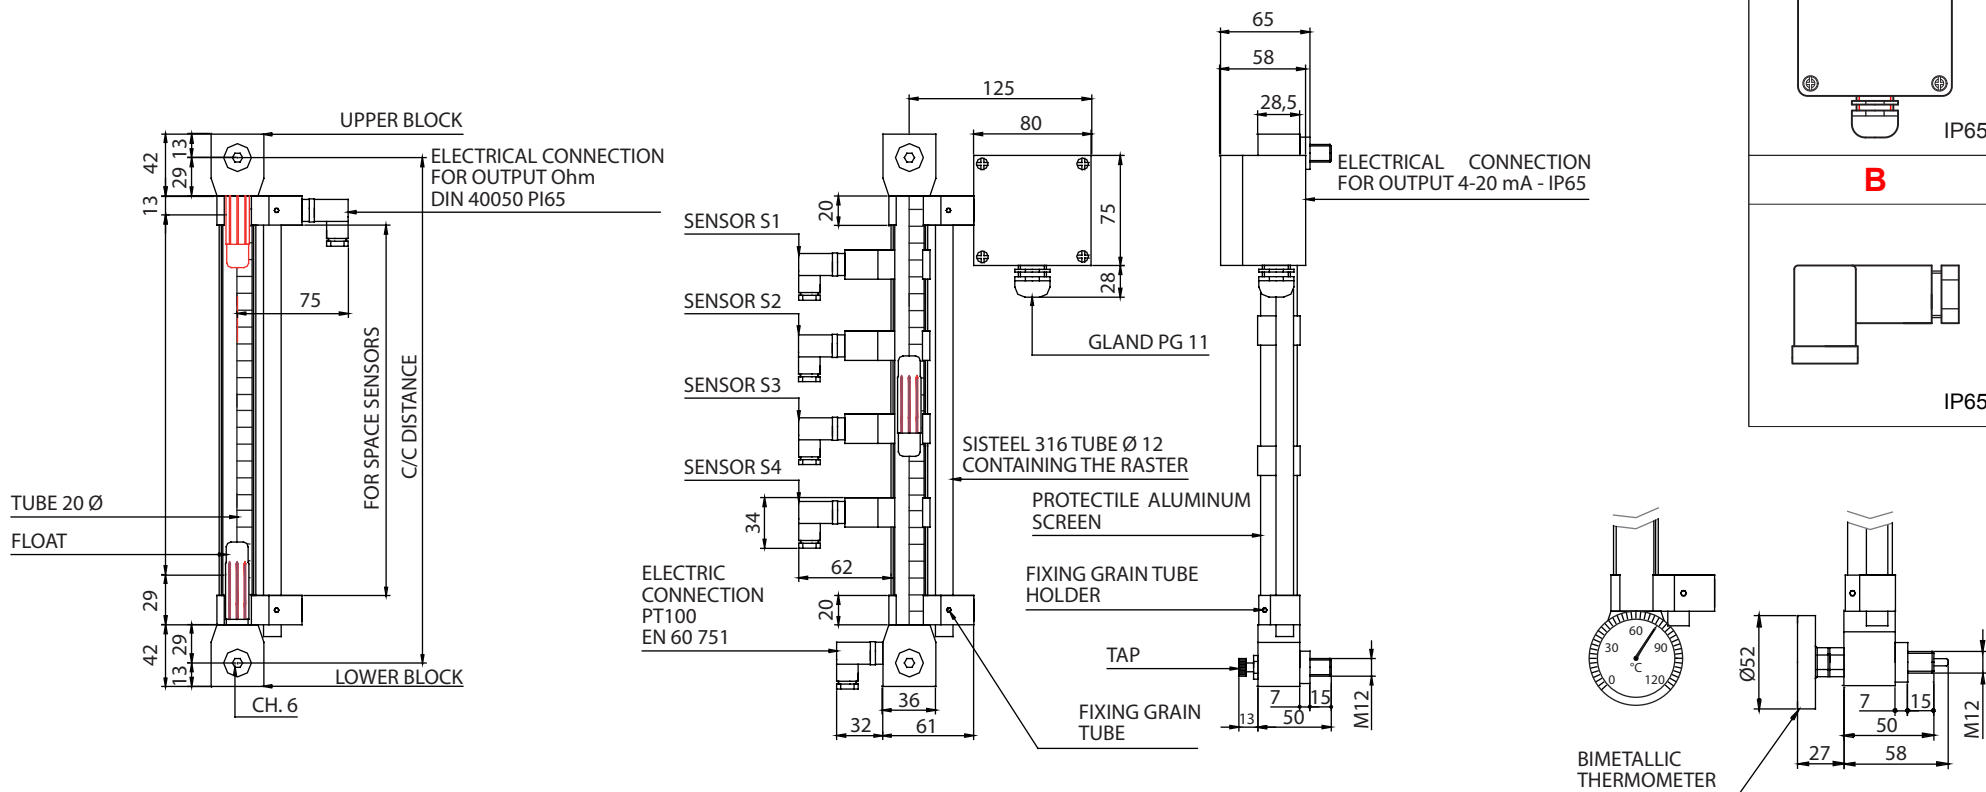 UPPER BLOCK
42
13
29
13
ELECTRICAL CONNECTION
FOR OUTPUT Ohm
DIN 40050 PI65
75
FOR SPACE SENSORS
C/C DISTANCE
TUBE 20 Ø
FLOAT
29
42
29
13
LOWER BLOCK
CH. 6
125
80
20
75
28
SENSOR S1
SENSOR S2
SENSOR S3
SENSOR S4
GLAND PG 11
SISTEEL 316 TUBE Ø 12
CONTAINING THE RASTER
34
62
20
ELECTRIC
CONNECTION
PT100
EN 60 751
36
32
61
FIXING GRAIN
TUBE
65
58
28,5
ELECTRICAL CONNECTION
FOR OUTPUT 4-20 mA - IP65
PROTECTILE ALUMINUM
SCREEN
FIXING GRAIN TUBE
HOLDER
TAP
7
15
13
50
M12
IP65
B
IP65
60
30
90
°C
0
120
Ø52
7
15
50
27
58
M12
BIMETALLIC
THERMOMETER